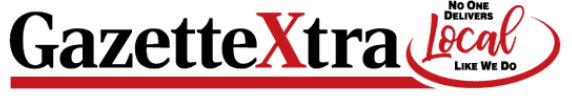 GazetteXtra
No One
Delivers
Local
Like We Do